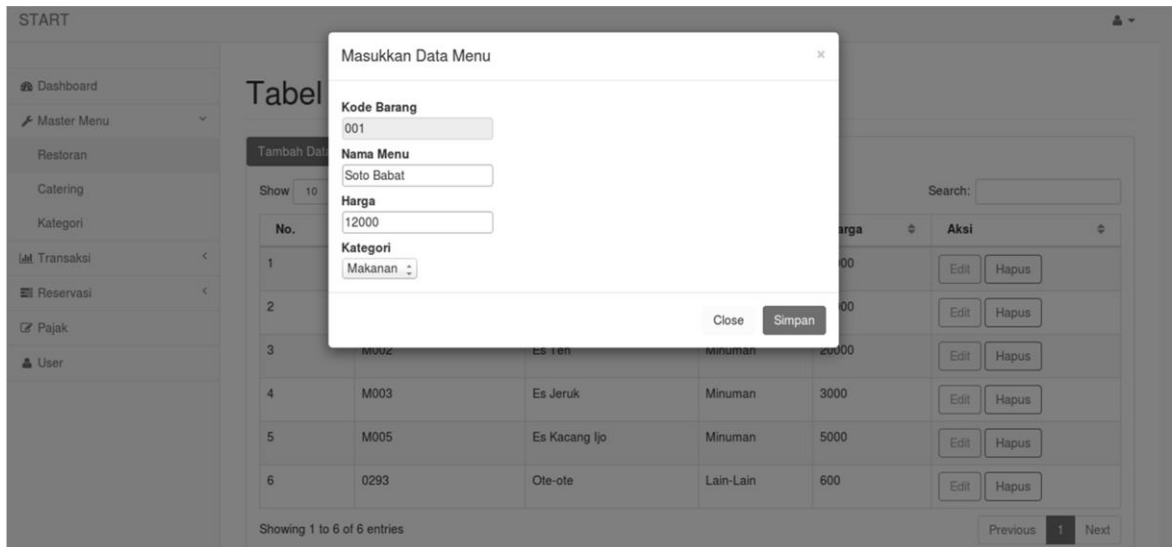 START
Masukkan Data Menu ×
Dashboard
Master Menu
Restoran
Catering
Kategori
Transaksi
Reservasi
Pajak
User
Tabel
Kode Barang
001
Nama Menu
Soto Babat
Harga
12000
Kategori
Makanan
Close Simpan
Tambah Dat
Show 10 Search:
No. arga Aksi
1 00 Edit Hapus
2 00 Edit Hapus
3 M002 Es Teh Minuman 20000 Edit Hapus
4 M003 Es Jeruk Minuman 3000 Edit Hapus
5 M005 Es Kacang Ijo Minuman 5000 Edit Hapus
6 0293 Ote-ote Lain-Lain 600 Edit Hapus
Showing 1 to 6 of 6 entries Previous 1 Next